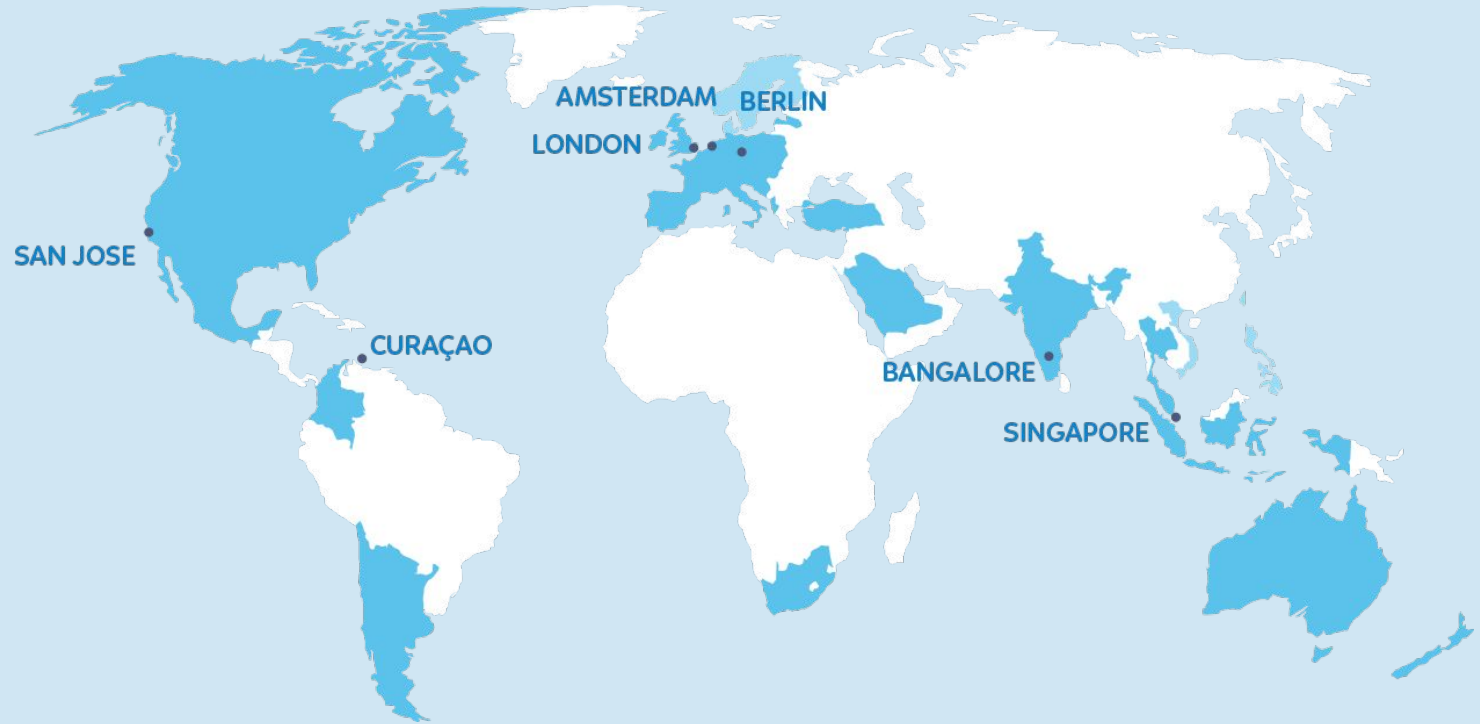 AMSTERDAM
BERLIN
LONDON
SAN JOSE
CURAÇAO
BANGALORE
SINGAPORE